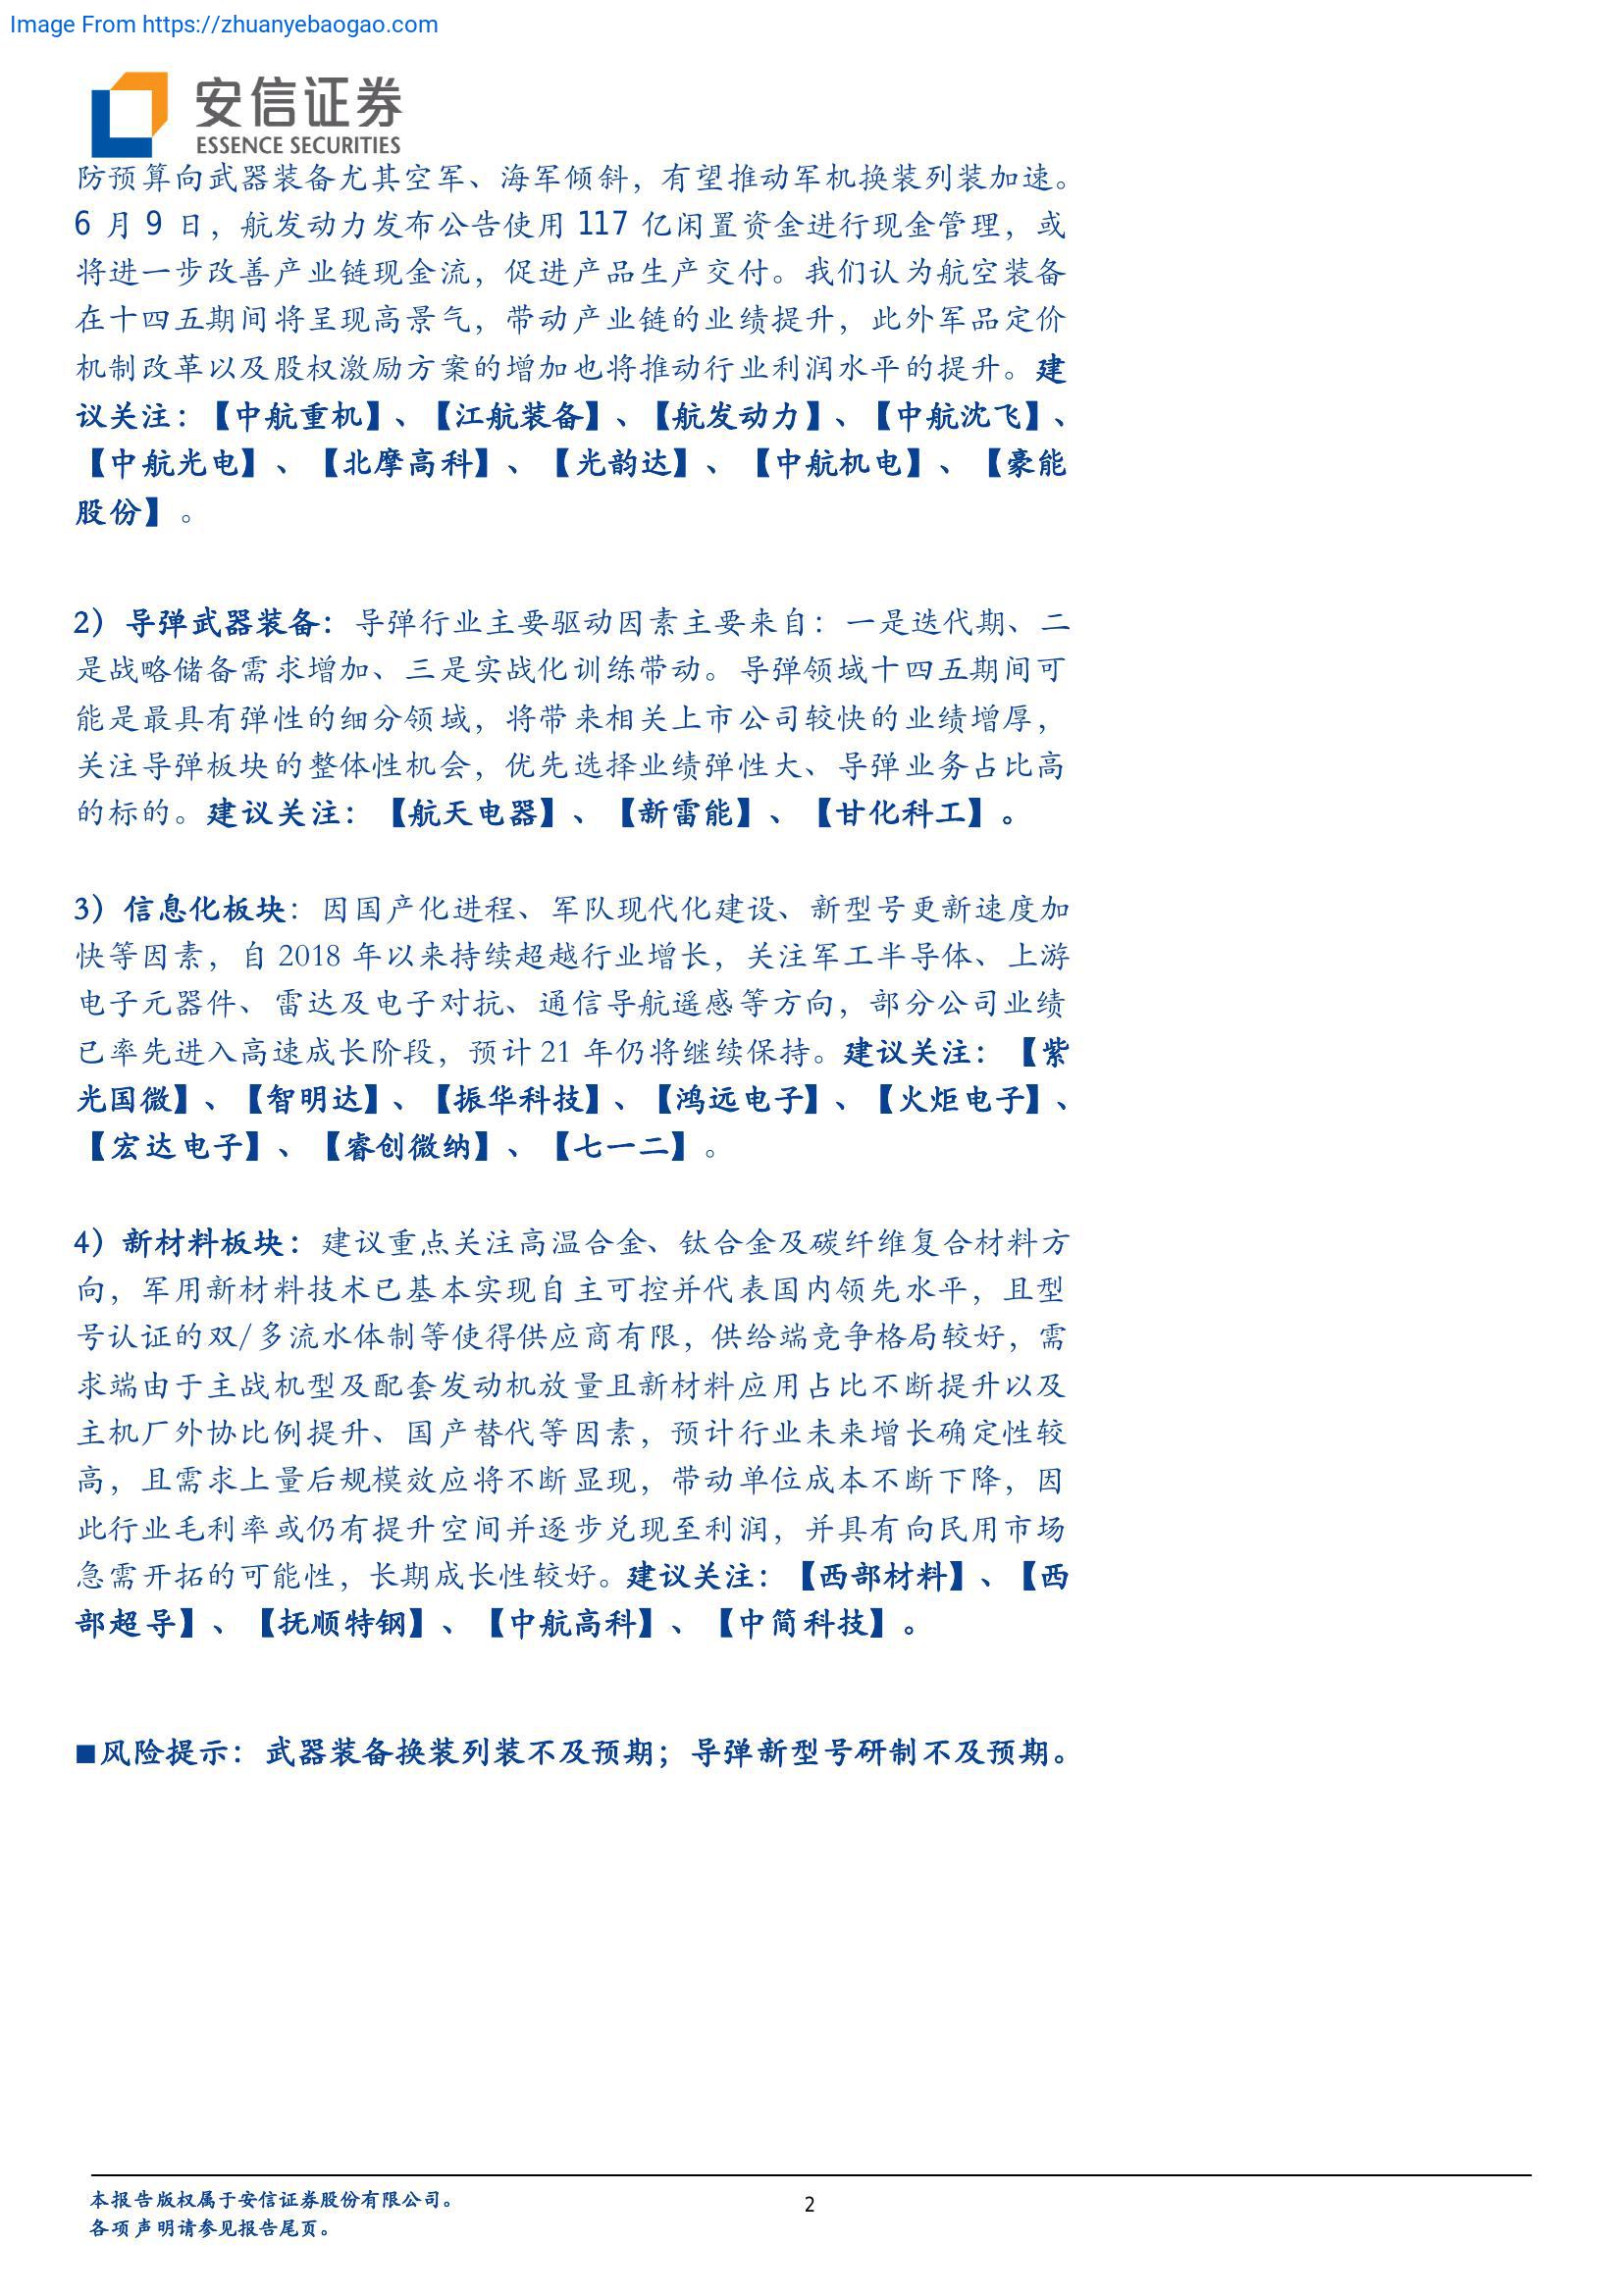 Image From https://zhuanyebaogao.com
安信证券
ESSENCE SECURITIES
防预算向武器装备尤其空军、海军倾斜，有望推动军机换装列装加速。
6 月 9 日，航发动力发布公告使用 117 亿闲置资金进行现金管理，或
将进一步改善产业链现金流，促进产品生产交付。我们认为航空装备
在十四五期间将呈现高景气，带动产业链的业绩提升，此外军品定价
机制改革以及股权激励方案的增加也将推动行业利润水平的提升。建
议关注：【中航重机】、【江航装备】、【航发动力】、【中航沈飞】、
【中航光电】、【北摩高科】、【光韵达】、【中航机电】、【豪能
股份】。
2）导弹武器装备：导弹行业主要驱动因素主要来自：一是迭代期、二
是战略储备需求增加、三是实战化训练带动。导弹领域十四五期间可
能是最具有弹性的细分领域，将带来相关上市公司较快的业绩增厚，
关注导弹板块的整体性机会，优先选择业绩弹性大、导弹业务占比高
的标的。建议关注：【航天电器】、【新雷能】、【甘化科工】。
3）信息化板块：因国产化进程、军队现代化建设、新型号更新速度加
快等因素，自 2018 年以来持续超越行业增长，关注军工半导体、上游
电子元器件、雷达及电子对抗、通信导航遥感等方向，部分公司业绩
已率先进入高速成长阶段，预计 21 年仍将继续保持。建议关注：【紫
光国微】、【智明达】、【振华科技】、【鸿远电子】、【火炬电子】、
【宏达电子】、【睿创微纳】、【七一二】。
4）新材料板块：建议重点关注高温合金、钛合金及碳纤维复合材料方
向，军用新材料技术已基本实现自主可控并代表国内领先水平，且型
号认证的双/多流水体制等使得供应商有限，供给端竞争格局较好，需
求端由于主战机型及配套发动机放量且新材料应用占比不断提升以及
主机厂外协比例提升、国产替代等因素，预计行业未来增长确定性较
高，且需求上量后规模效应将不断显现，带动单位成本不断下降，因
此行业毛利率或仍有提升空间并逐步兑现至利润，并具有向民用市场
急需开拓的可能性，长期成长性较好。建议关注：【西部材料】、【西
部超导】、【抚顺特钢】、【中航高科】、【中简科技】。
■风险提示：武器装备换装列装不及预期；导弹新型号研制不及预期。
本报告版权属于安信证券股份有限公司。
2
各项声明请参见报告尾页。